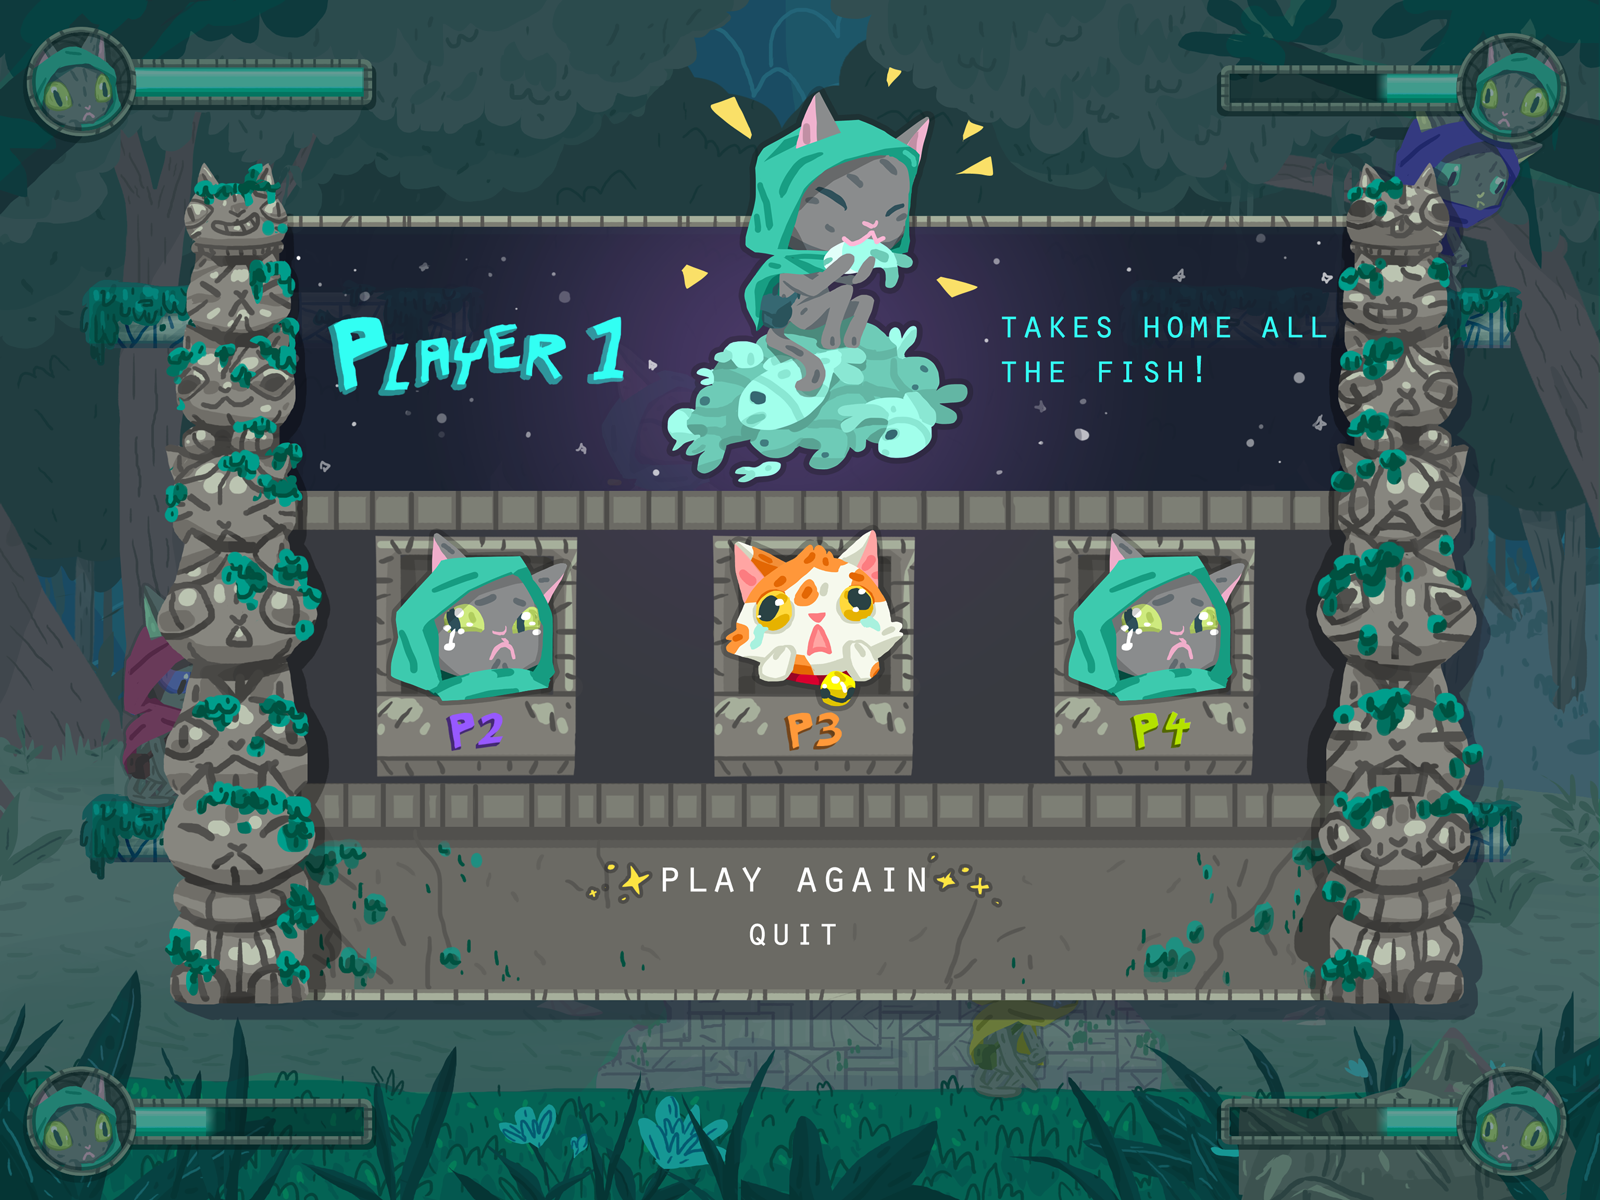 PLAYER 1
TAKES HOME ALL
THE FISH!
P2
P3
P4
PLAY AGAIN
QUIT